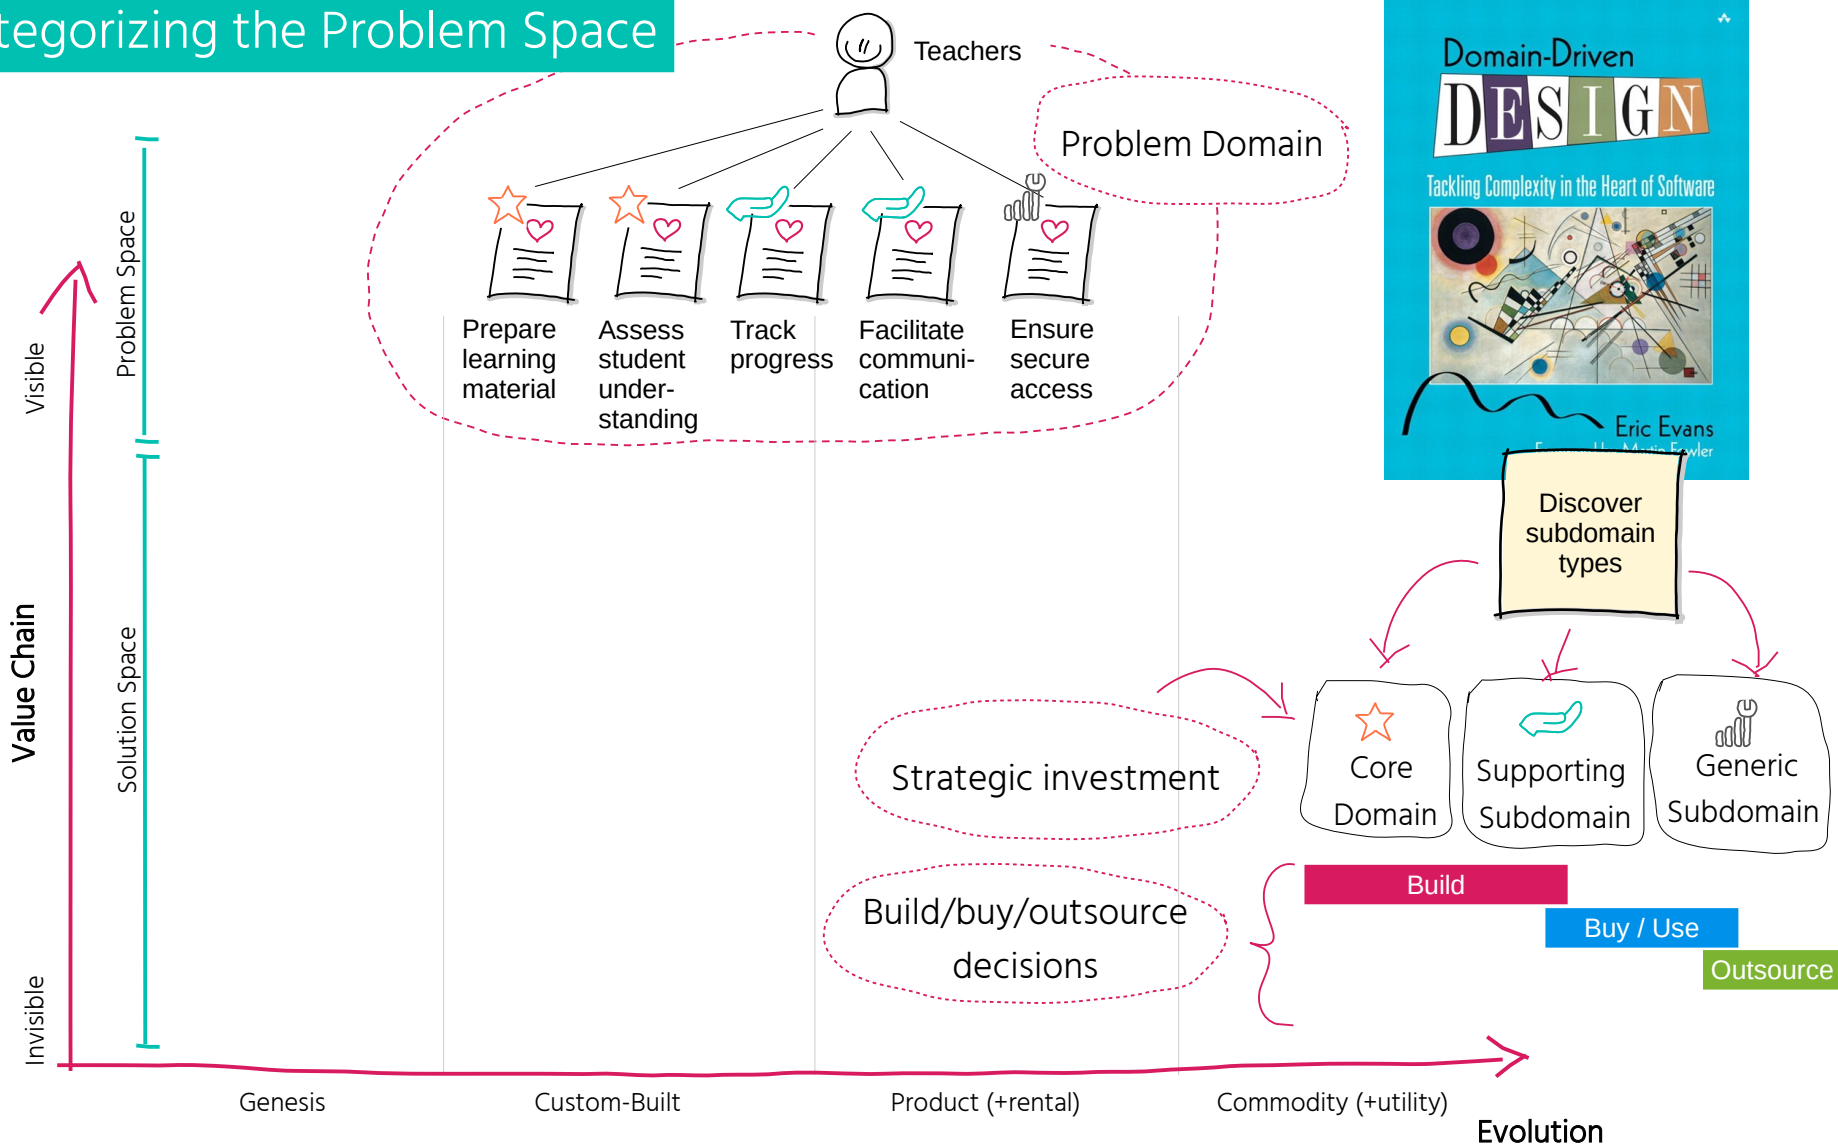 tegorizing the Problem Space
Teachers
Problem Domain
Prepare
learning
material
Assess
student
under-
standing
Track
progress
Facilitate
communi-
cation
Ensure
secure
access
Domain-Driven
DESIGN
Tackling Complexity in the Heart of Software
Eric Evans
Martin Fowler
Discover
subdomain
types
Visible
Problem Space
Value Chain
Solution Space
Invisible
Strategic investment
Core
Domain
Supporting
Subdomain
Generic
Subdomain
Build/buy/outsource
decisions
Build
Buy / Use
Outsource
Genesis
Custom-Built
Product (+rental)
Commodity (+utility)
Evolution